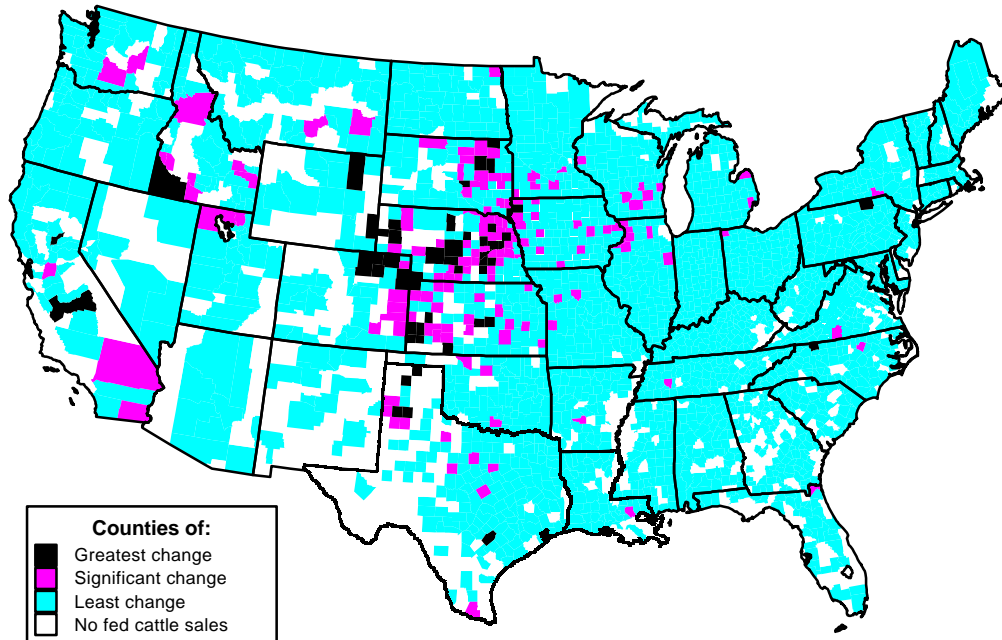 Counties of:
Greatest change
Significant change
Least change
No fed cattle sales